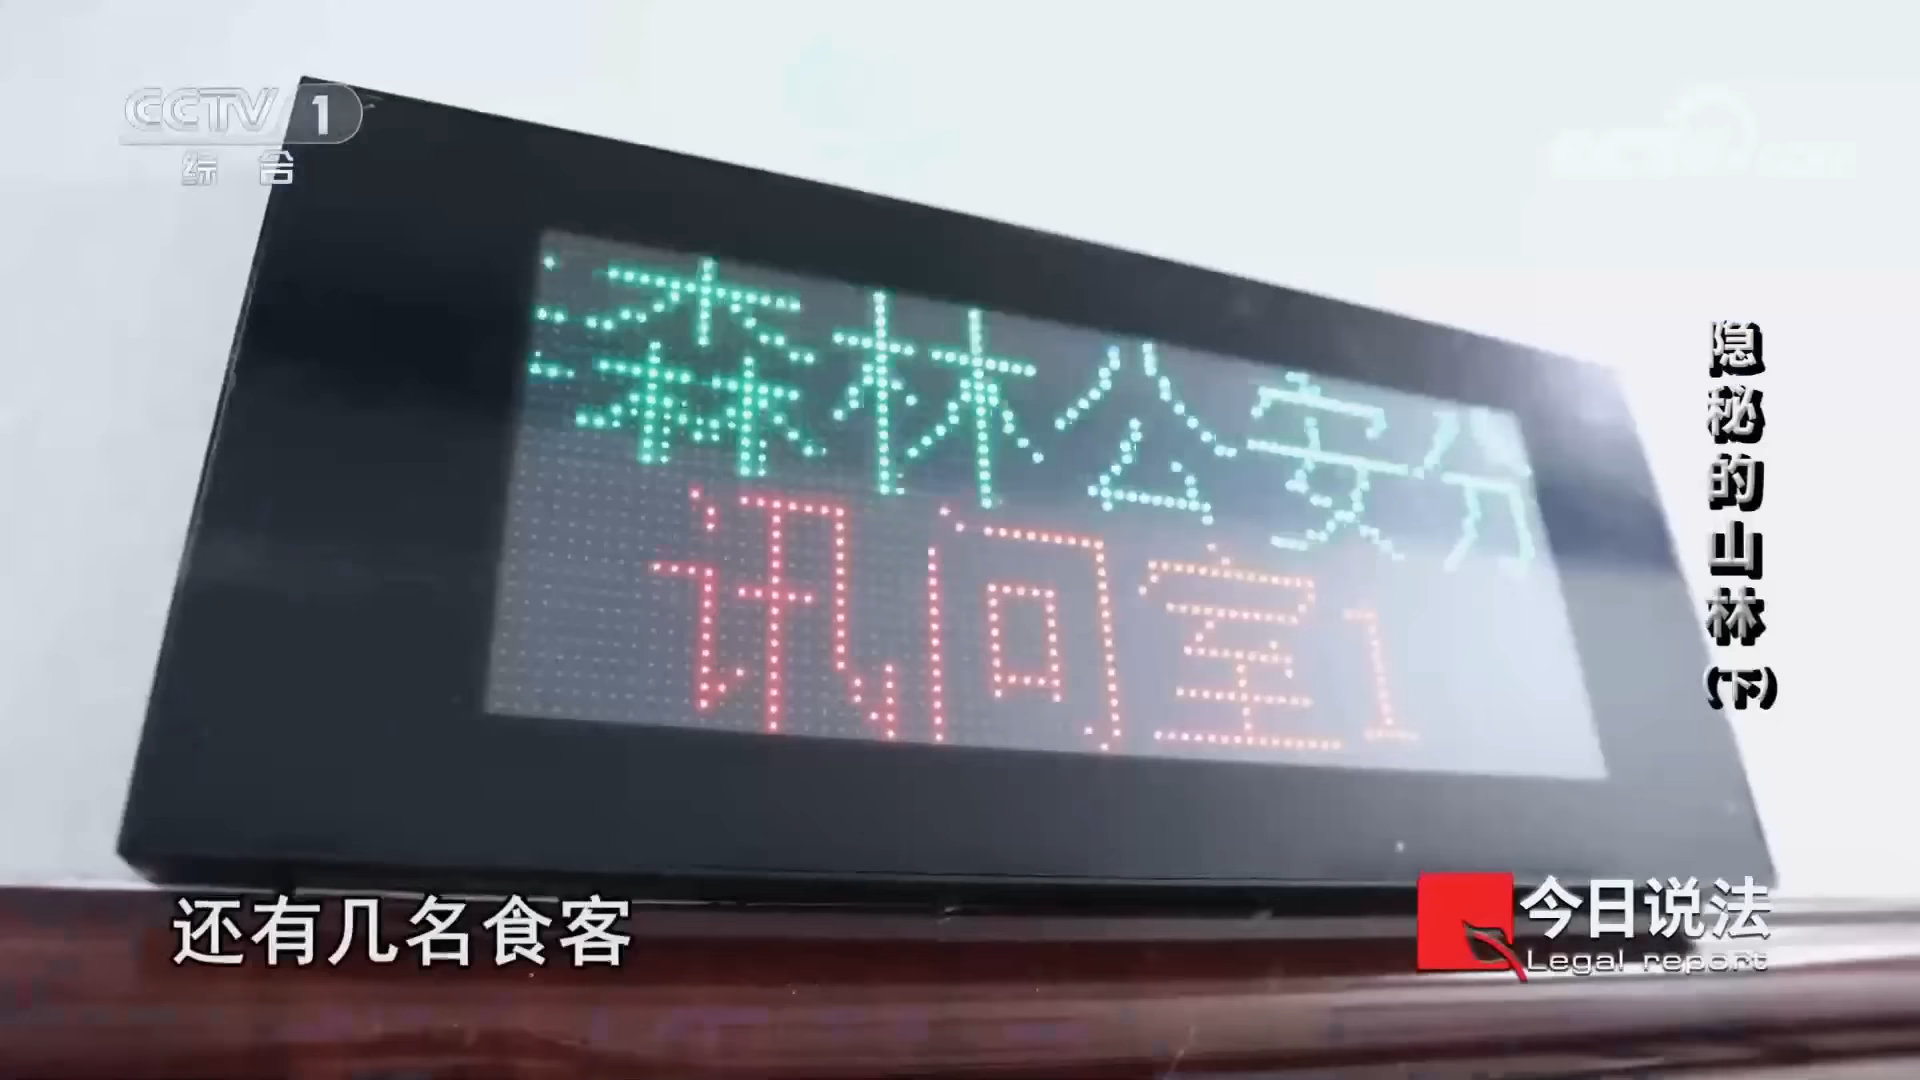 CCTV 1
综合
森林公安分
讯问室1
隐秘的山林(下)
还有几名食客
今日说法
Legal report